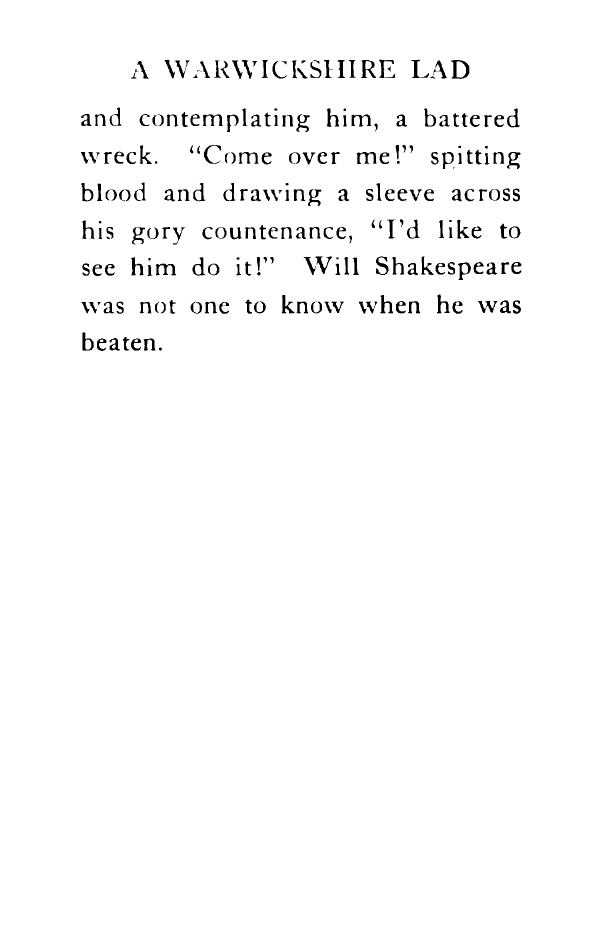 A WARWICKSHIRE LAD
and contemplating him, a battered
wreck. “Come over me!” spitting
blood and drawing a sleeve across
his gory countenance, “I’d like to
see him do it!” Will Shakespeare
was not one to know when he was
beaten.